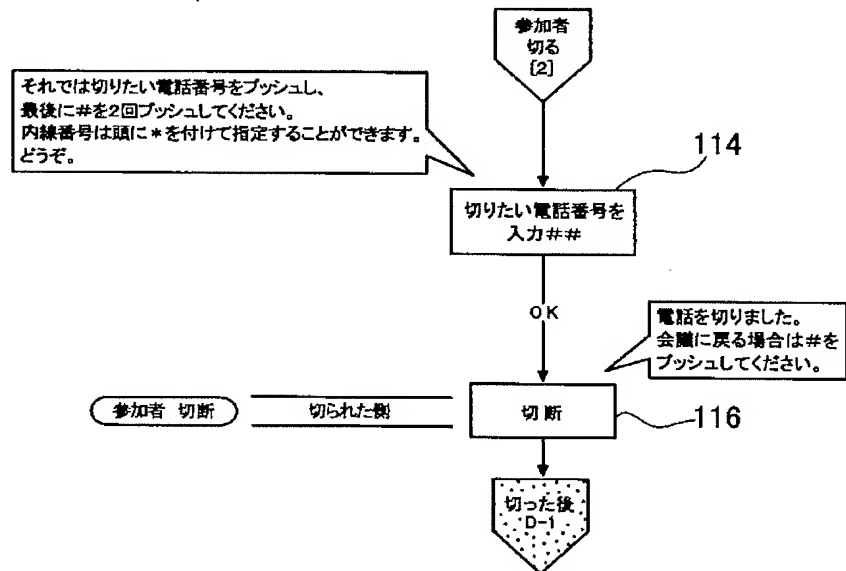 参加者
切る
[2]
それでは切りたい電話番号をプッシュし、
最後に#を2回プッシュしてください。
内線番号は頭に*を付けて指定することができます。
どうぞ。
114
切りたい電話番号を
入力##
OK
電話を切りました。
会議に戻る場合は#を
プッシュしてください。
参加者 切断
切られた側
切断
116
切った後
D-1